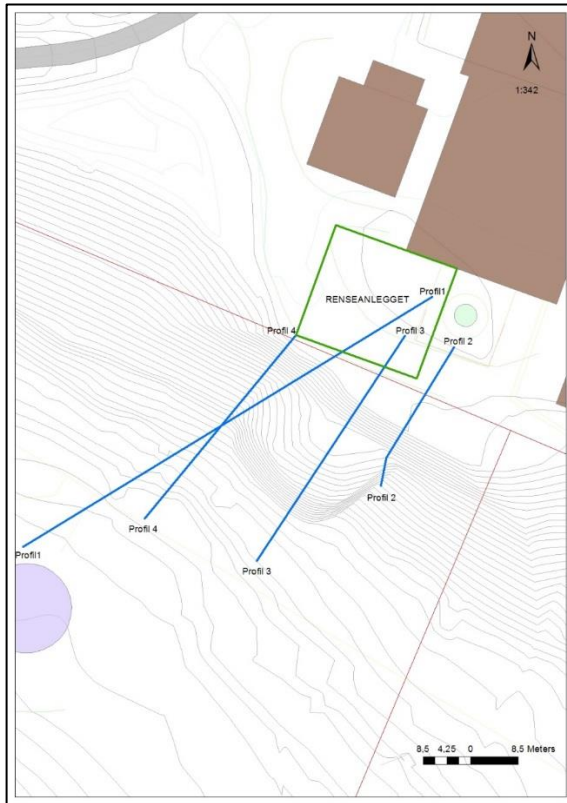 N
1:342
Profil1
RENSEANLEGGET
Profil 4
Profil 3
Profil 2
Profil 2
Profil 4
Profil1
Profil 3
8,5 4,25 0 8,5 Meters